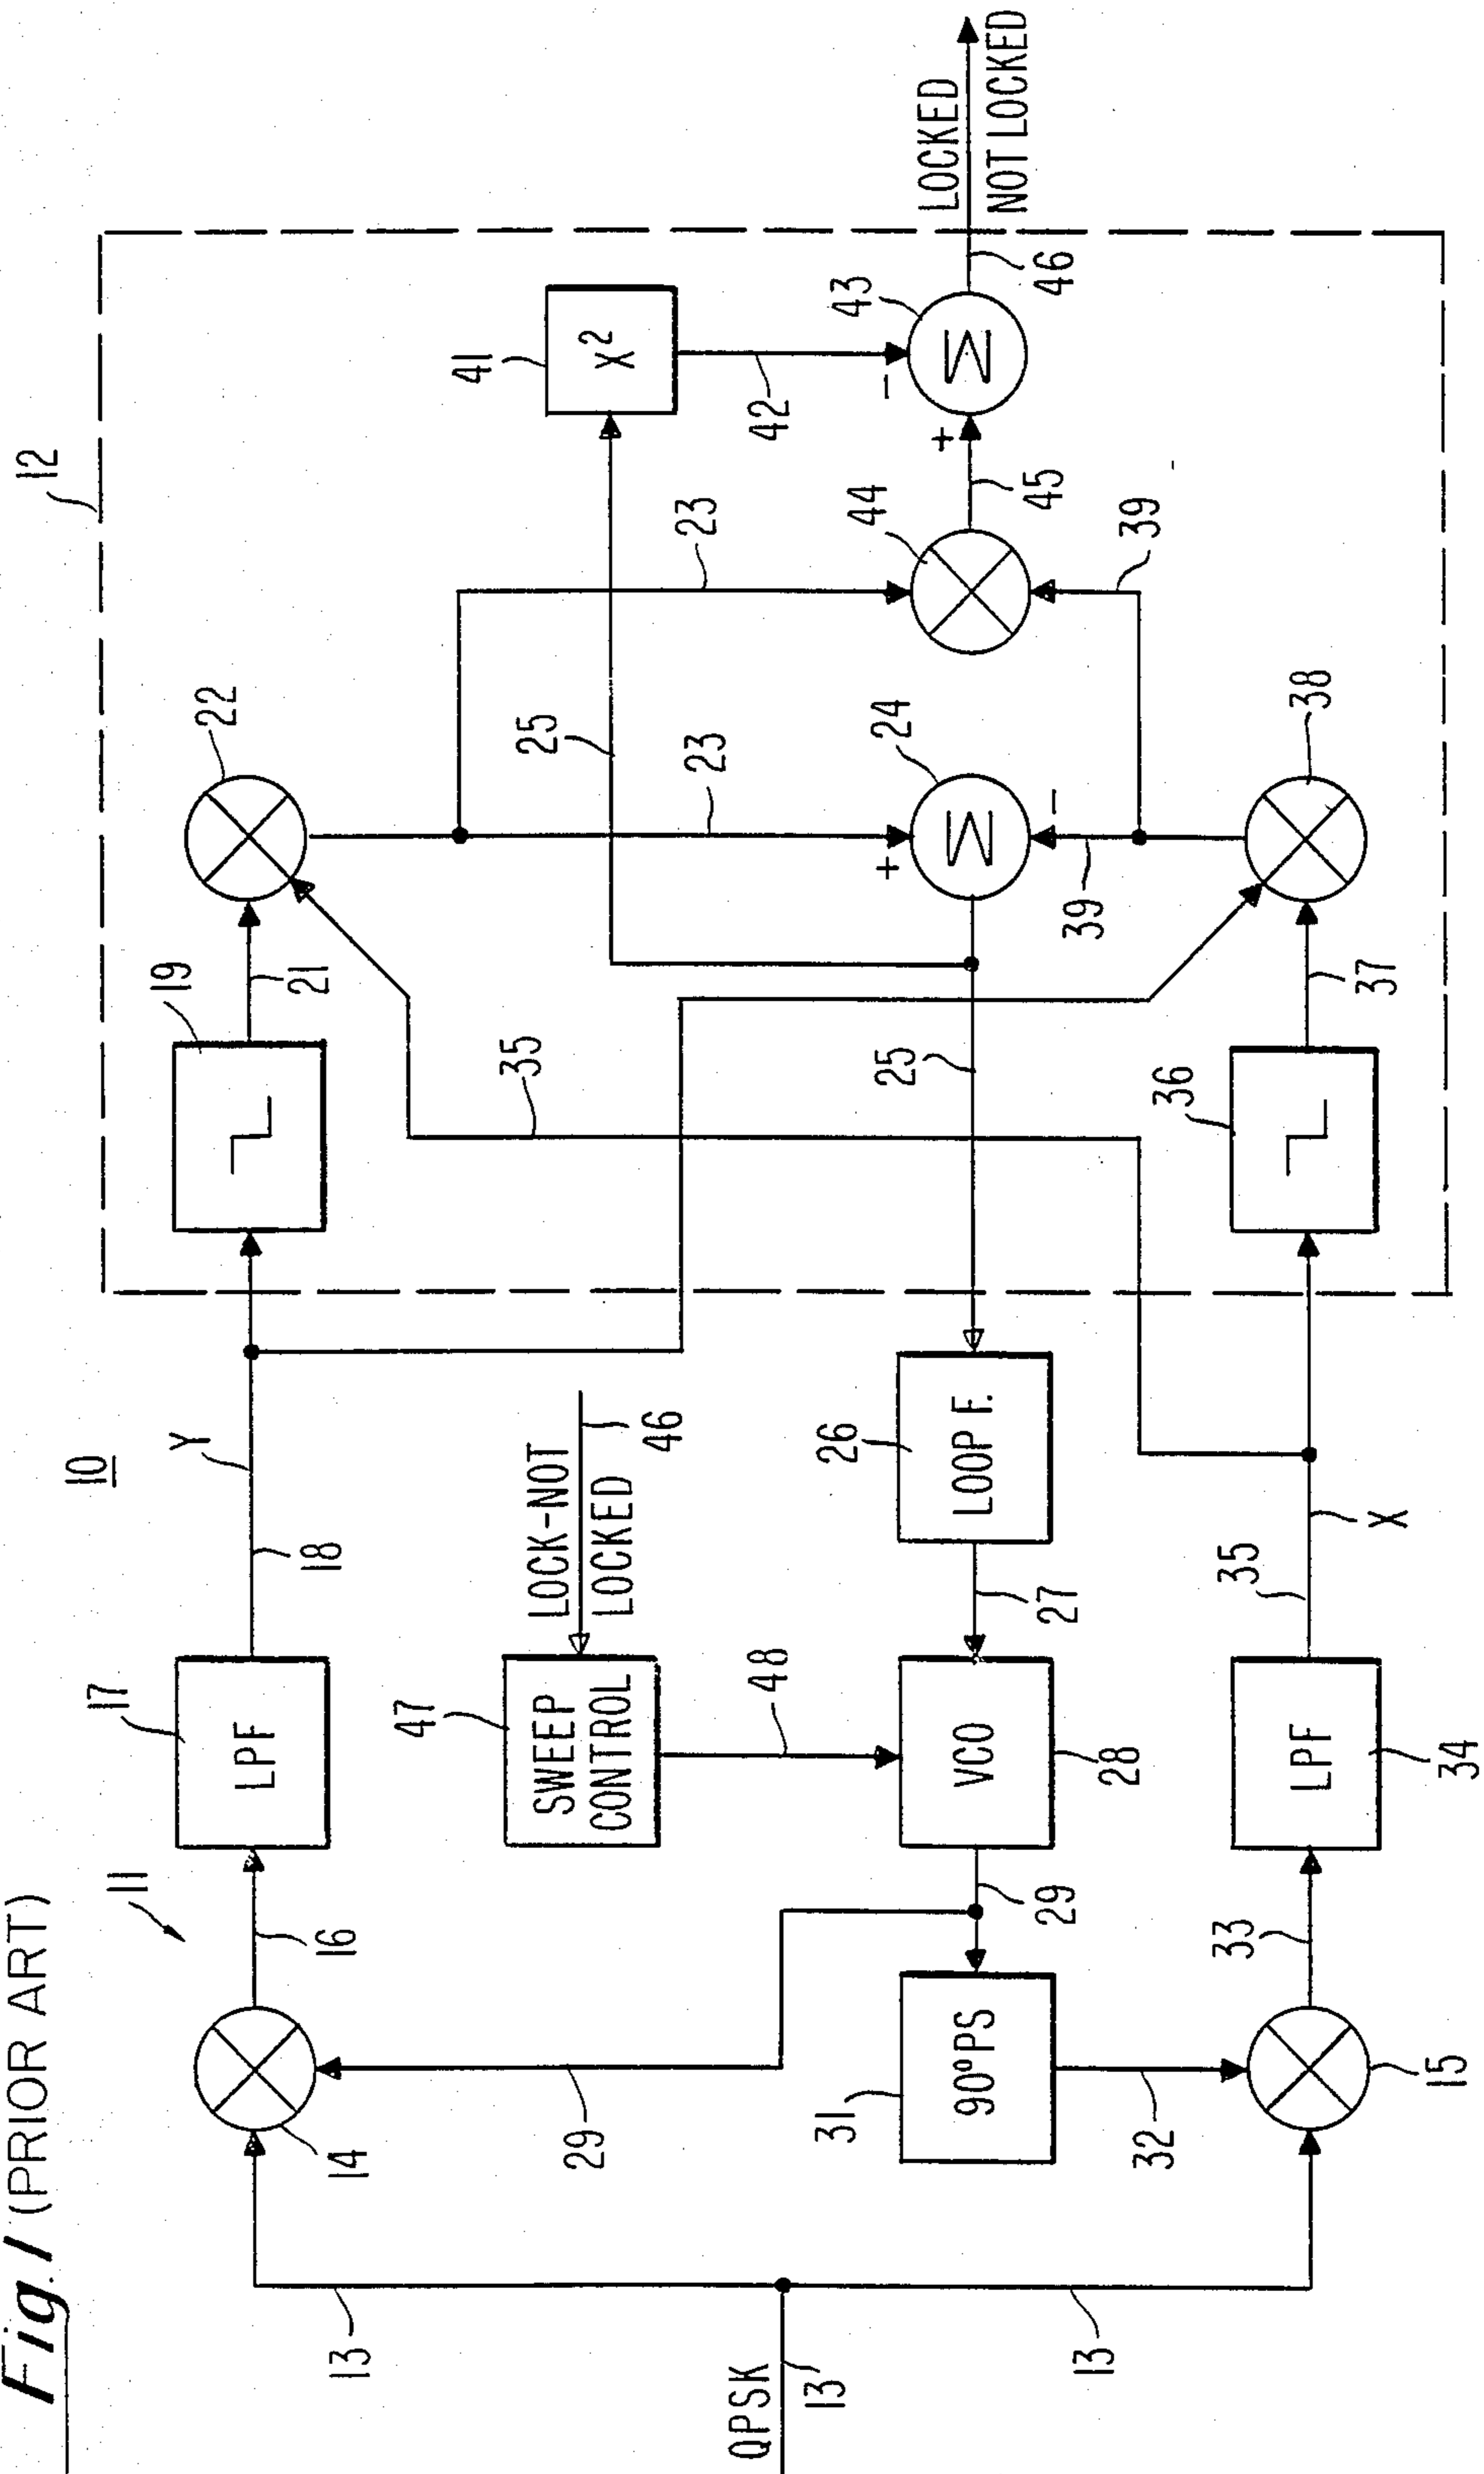 Fig. 1 (PRIOR ART)
10
11
12
QPSK
13
13
13
14
16
17
LPF
18
Y
19
21
22
23
23
24
+
-
25
25
LOOP F.
26
27
VCO
28
29
29
90°PS
31
32
15
33
LPF
34
35
X
35
36
37
38
39
39
X²
41
42
Σ
43
+
-
44
45
46
LOCKED
NOT LOCKED
LOCK-NOT
LOCKED
46
SWEEP
CONTROL
47
48
Σ